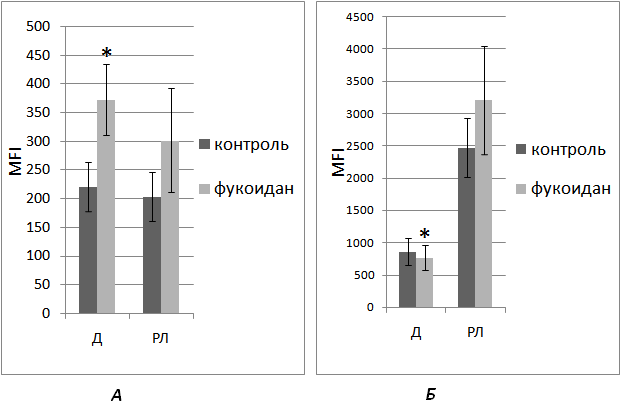 500
450
400
350
300
250
200
150
100
50
0
MFI
*
Д РЛ
контроль
фукоидан
А
4500
4000
3500
3000
2500
2000
1500
1000
500
0
MFI
*
Д РЛ
контроль
фукоидан
Б